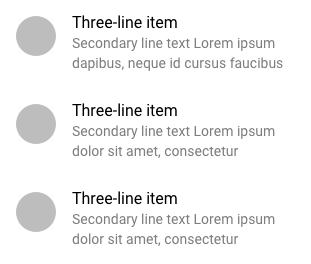 Three-line item
Secondary line text Lorem ipsum
dapibus, neque id cursus faucibus
Three-line item
Secondary line text Lorem ipsum
dolor sit amet, consectetur
Three-line item
Secondary line text Lorem ipsum
dolor sit amet, consectetur